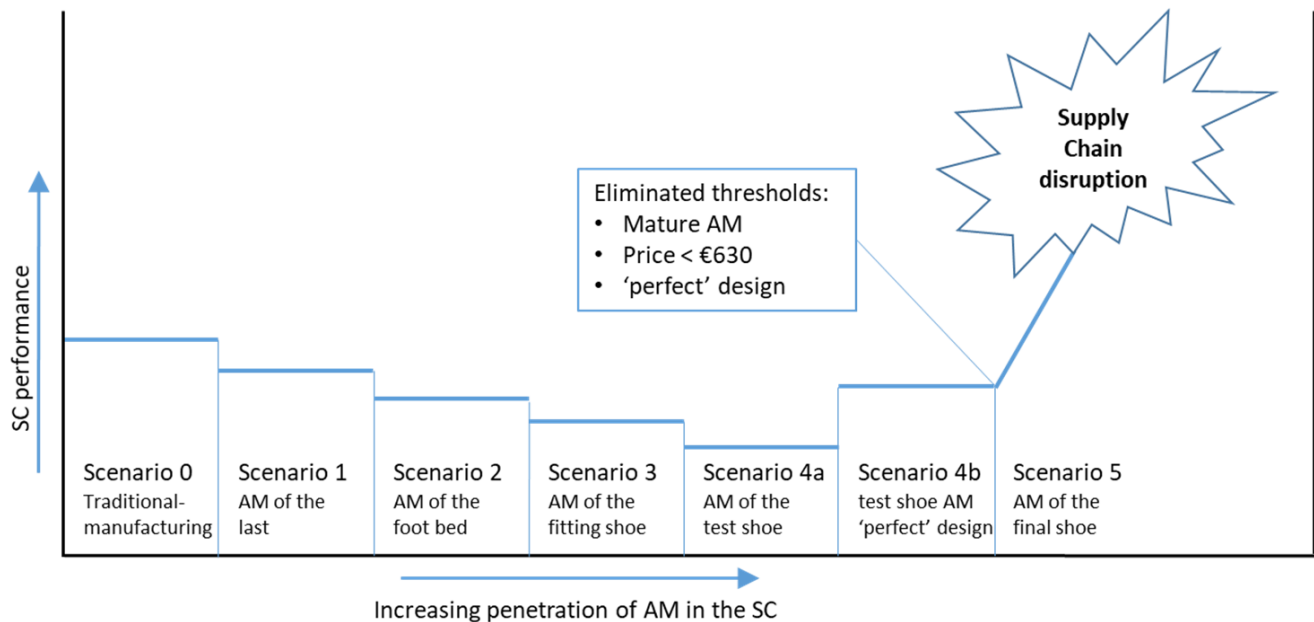 Supply
Chain
disruption
Eliminated thresholds:
• Mature AM
• Price < €630
• ‘perfect’ design
SC performance
Scenario 0
Traditional-
manufacturing
Scenario 1
AM of the
last
Scenario 2
AM of the
foot bed
Scenario 3
AM of the
fitting shoe
Scenario 4a
AM of the
test shoe
Scenario 4b
test shoe AM
‘perfect’ design
Scenario 5
AM of the
final shoe
Increasing penetration of AM in the SC